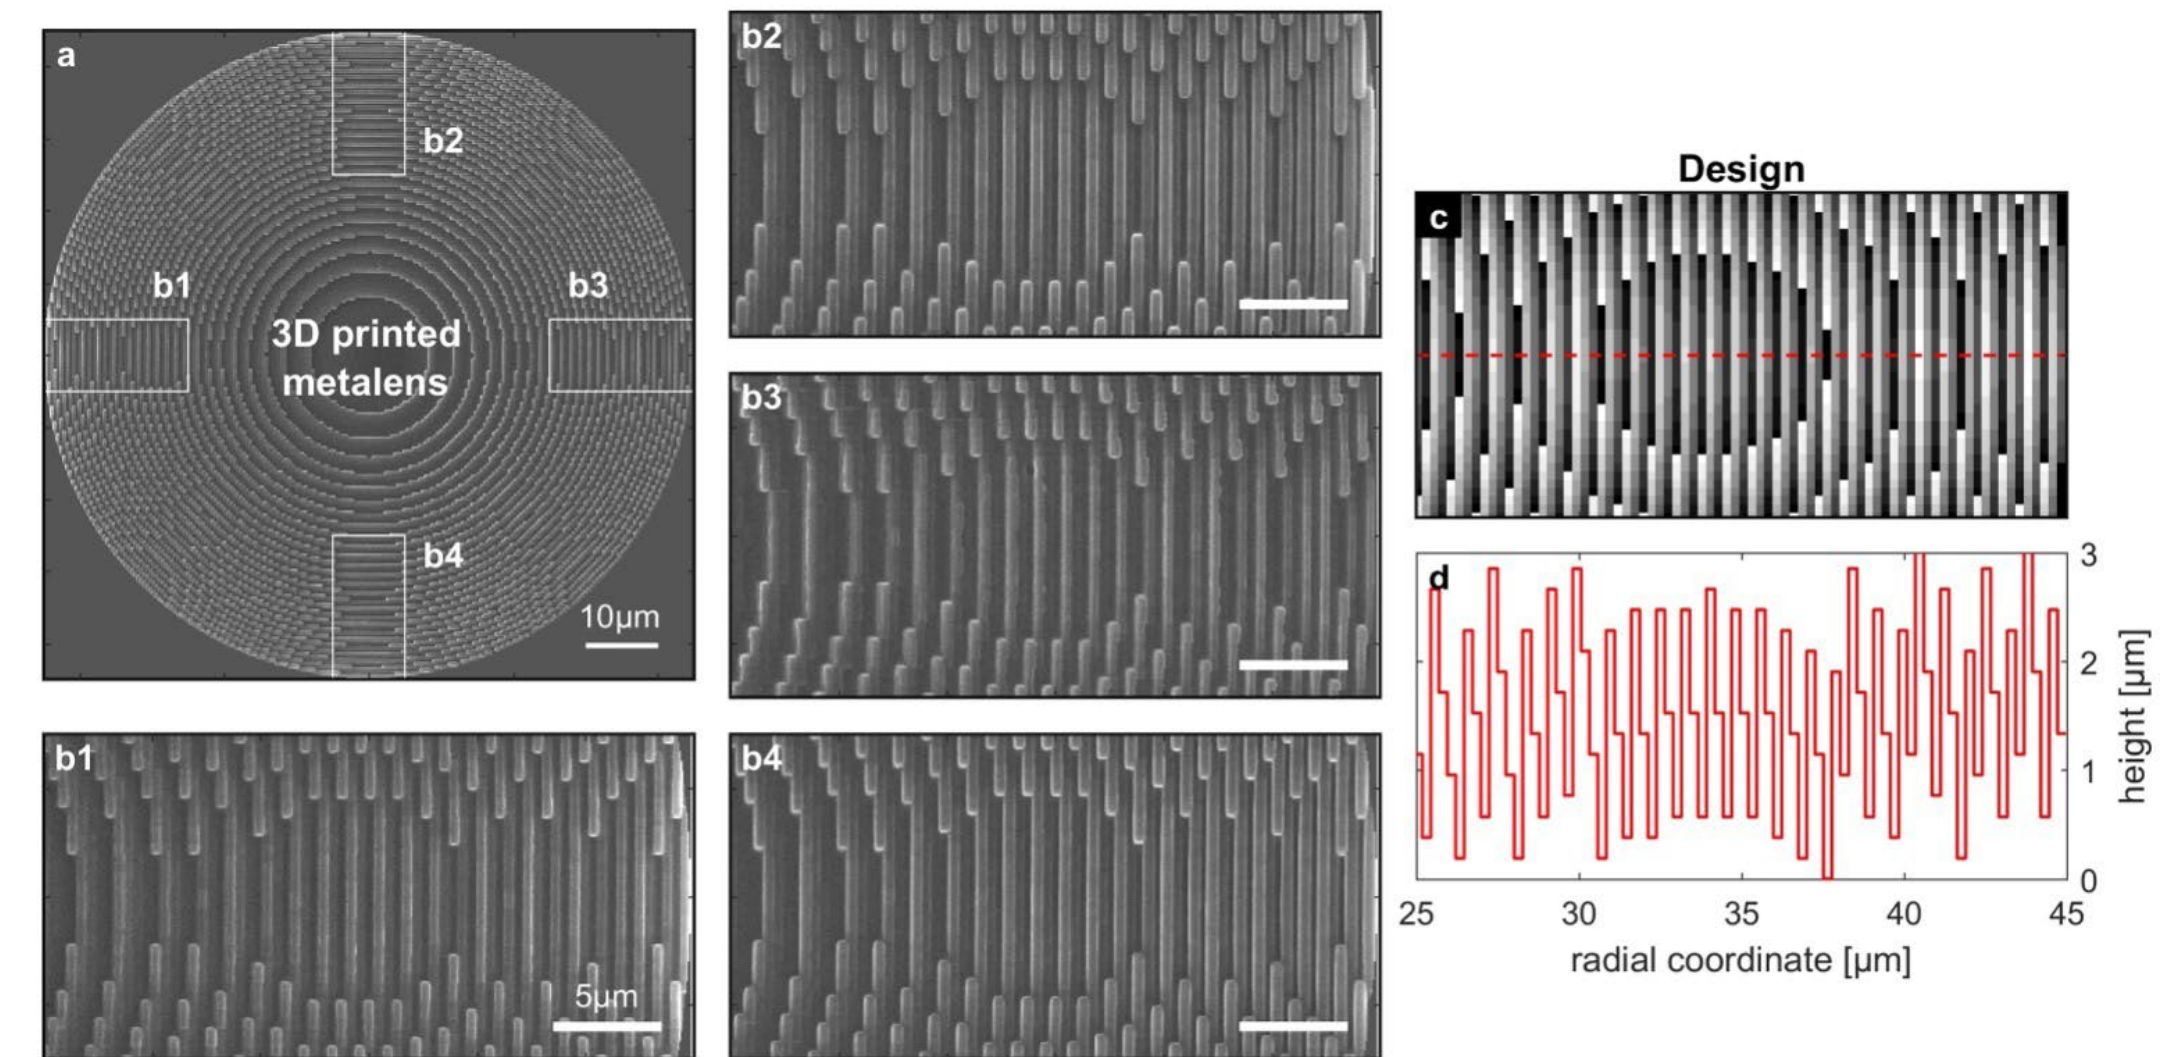 a
b2
b1
b3
3D printed
metalens
b4
10µm
b2
b3
b1
5µm
b4
Design
c
d
3
2
1
0
height [µm]
25 30 35 40 45
radial coordinate [µm]